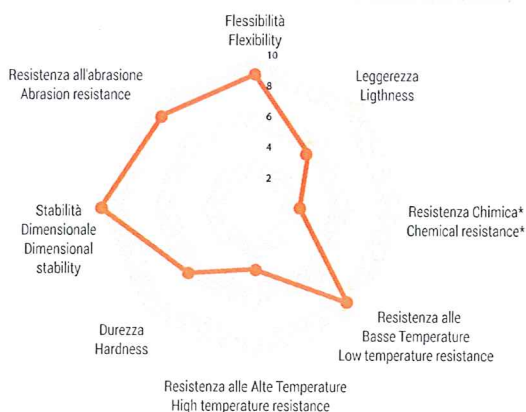 Flessibilità
Flexibility
10
8
6
4
2
Leggerezza
Ligthness
Resistenza Chimica*
Chemical resistance*
Resistenza alle
Basse Temperature
Low temperature resistance
Resistenza alle Alte Temperature
High temperature resistance
Durezza
Hardness
Stabilità
Dimensionale
Dimensional
stability
Resistenza all'abrasione
Abrasion resistance